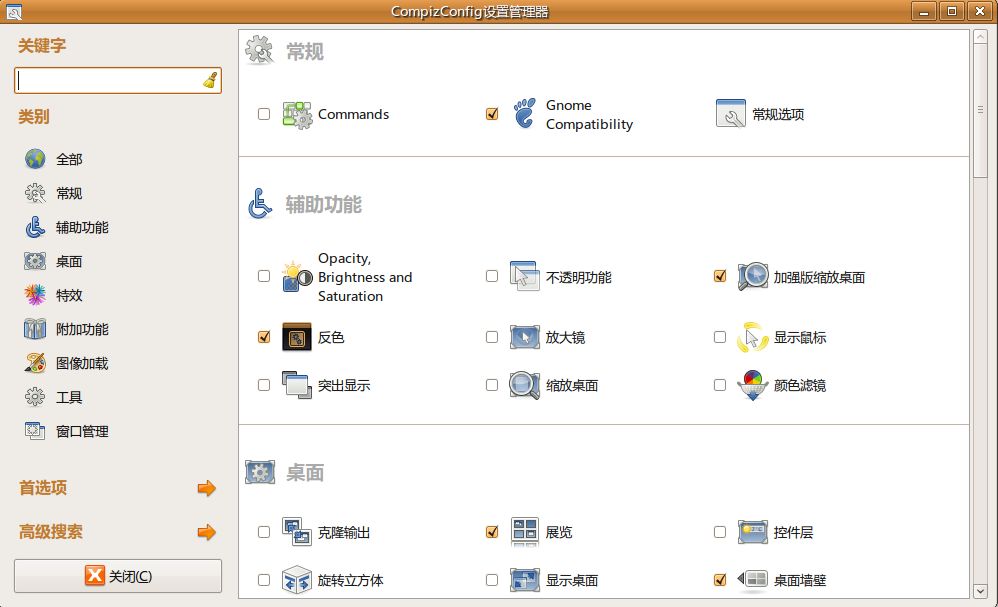 CompizConfig设置管理器
关键字
类别
全部
常规
辅助功能
桌面
特效
附加功能
图像加载
工具
窗口管理
首选项
高级搜索
关闭(C)
常规
Commands
Gnome
Compatibility
常规选项
辅助功能
Opacity,
Brightness and
Saturation
不透明功能
加强版缩放桌面
反色
放大镜
显示鼠标
突出显示
缩放桌面
颜色滤镜
桌面
克隆输出
展览
控件层
旋转立方体
显示桌面
桌面墙壁